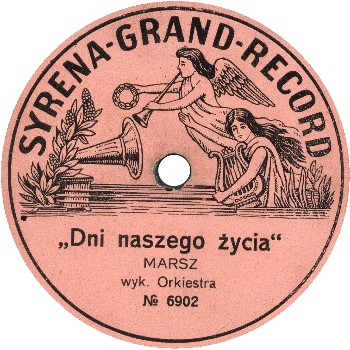 SYRENA-GRAND-RECORD
„Dni naszego życia“
MARSZ
wyk. Orkiestra
№ 6902